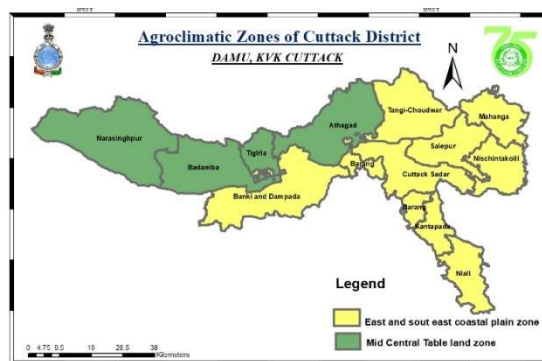 Agroclimatic Zones of Cuttack District
DAMU, KVK CUTTACK
75
N
Tangi-Choudwar
Mahanga
Athagad
Narasinghpur
Salepur
Tigiria
Nischintakoili
Badamba
Barang
Cuttack Sadar
Banki and Dampada
Barang
Kantapada
Niali
Legend
East and sout east coastal plain zone
Mid Central Table land zone
0 4.75 9.5 19 28.5 38
Kilometers